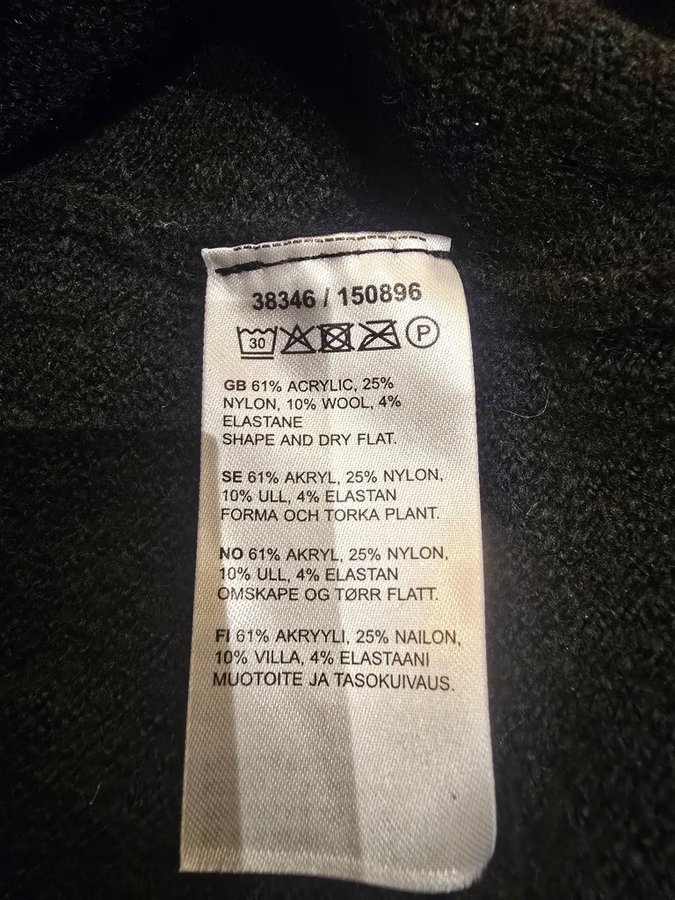 38346 / 150896
30 P
GB 61% ACRYLIC, 25%
NYLON, 10% WOOL, 4%
ELASTANE
SHAPE AND DRY FLAT.
SE 61% AKRYL, 25% NYLON,
10% ULL, 4% ELASTAN
FORMA OCH TORKA PLANT.
NO 61% AKRYL, 25% NYLON,
10% ULL, 4% ELASTAN
OMSKAPE OG TØRR FLATT.
FI 61% AKRYYLI, 25% NAILON,
10% VILLA, 4% ELASTAANI
MUOTOITE JA TASOKUIVAUS.